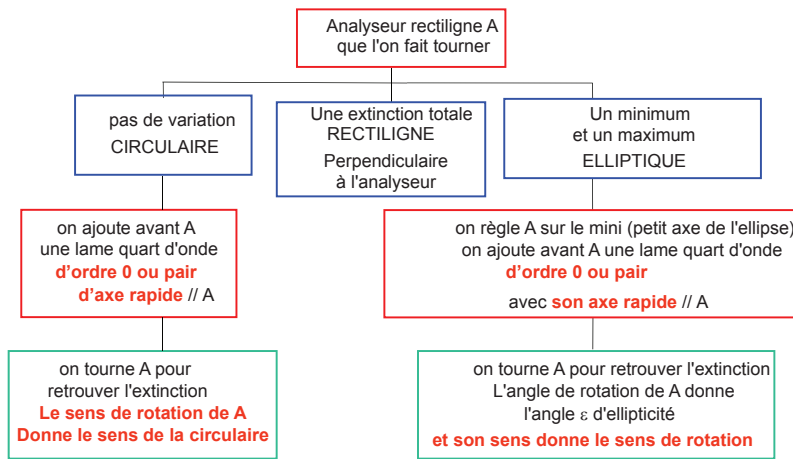 Analyseur rectiligne A
que l'on fait tourner
pas de variation
CIRCULAIRE
Une extinction totale
RECTILIGNE
Perpendiculaire
à l'analyseur
Un minimum
et un maximum
ELLIPTIQUE
on ajoute avant A
une lame quart d'onde
d'ordre 0 ou pair
d'axe rapide // A
on règle A sur le mini (petit axe de l'ellipse)
on ajoute avant A une lame quart d'onde
d'ordre 0 ou pair
avec son axe rapide // A
on tourne A pour
retrouver l'extinction
Le sens de rotation de A
Donne le sens de la circulaire
on tourne A pour retrouver l'extinction
L'angle de rotation de A donne
l'angle ε d'ellipticité
et son sens donne le sens de rotation